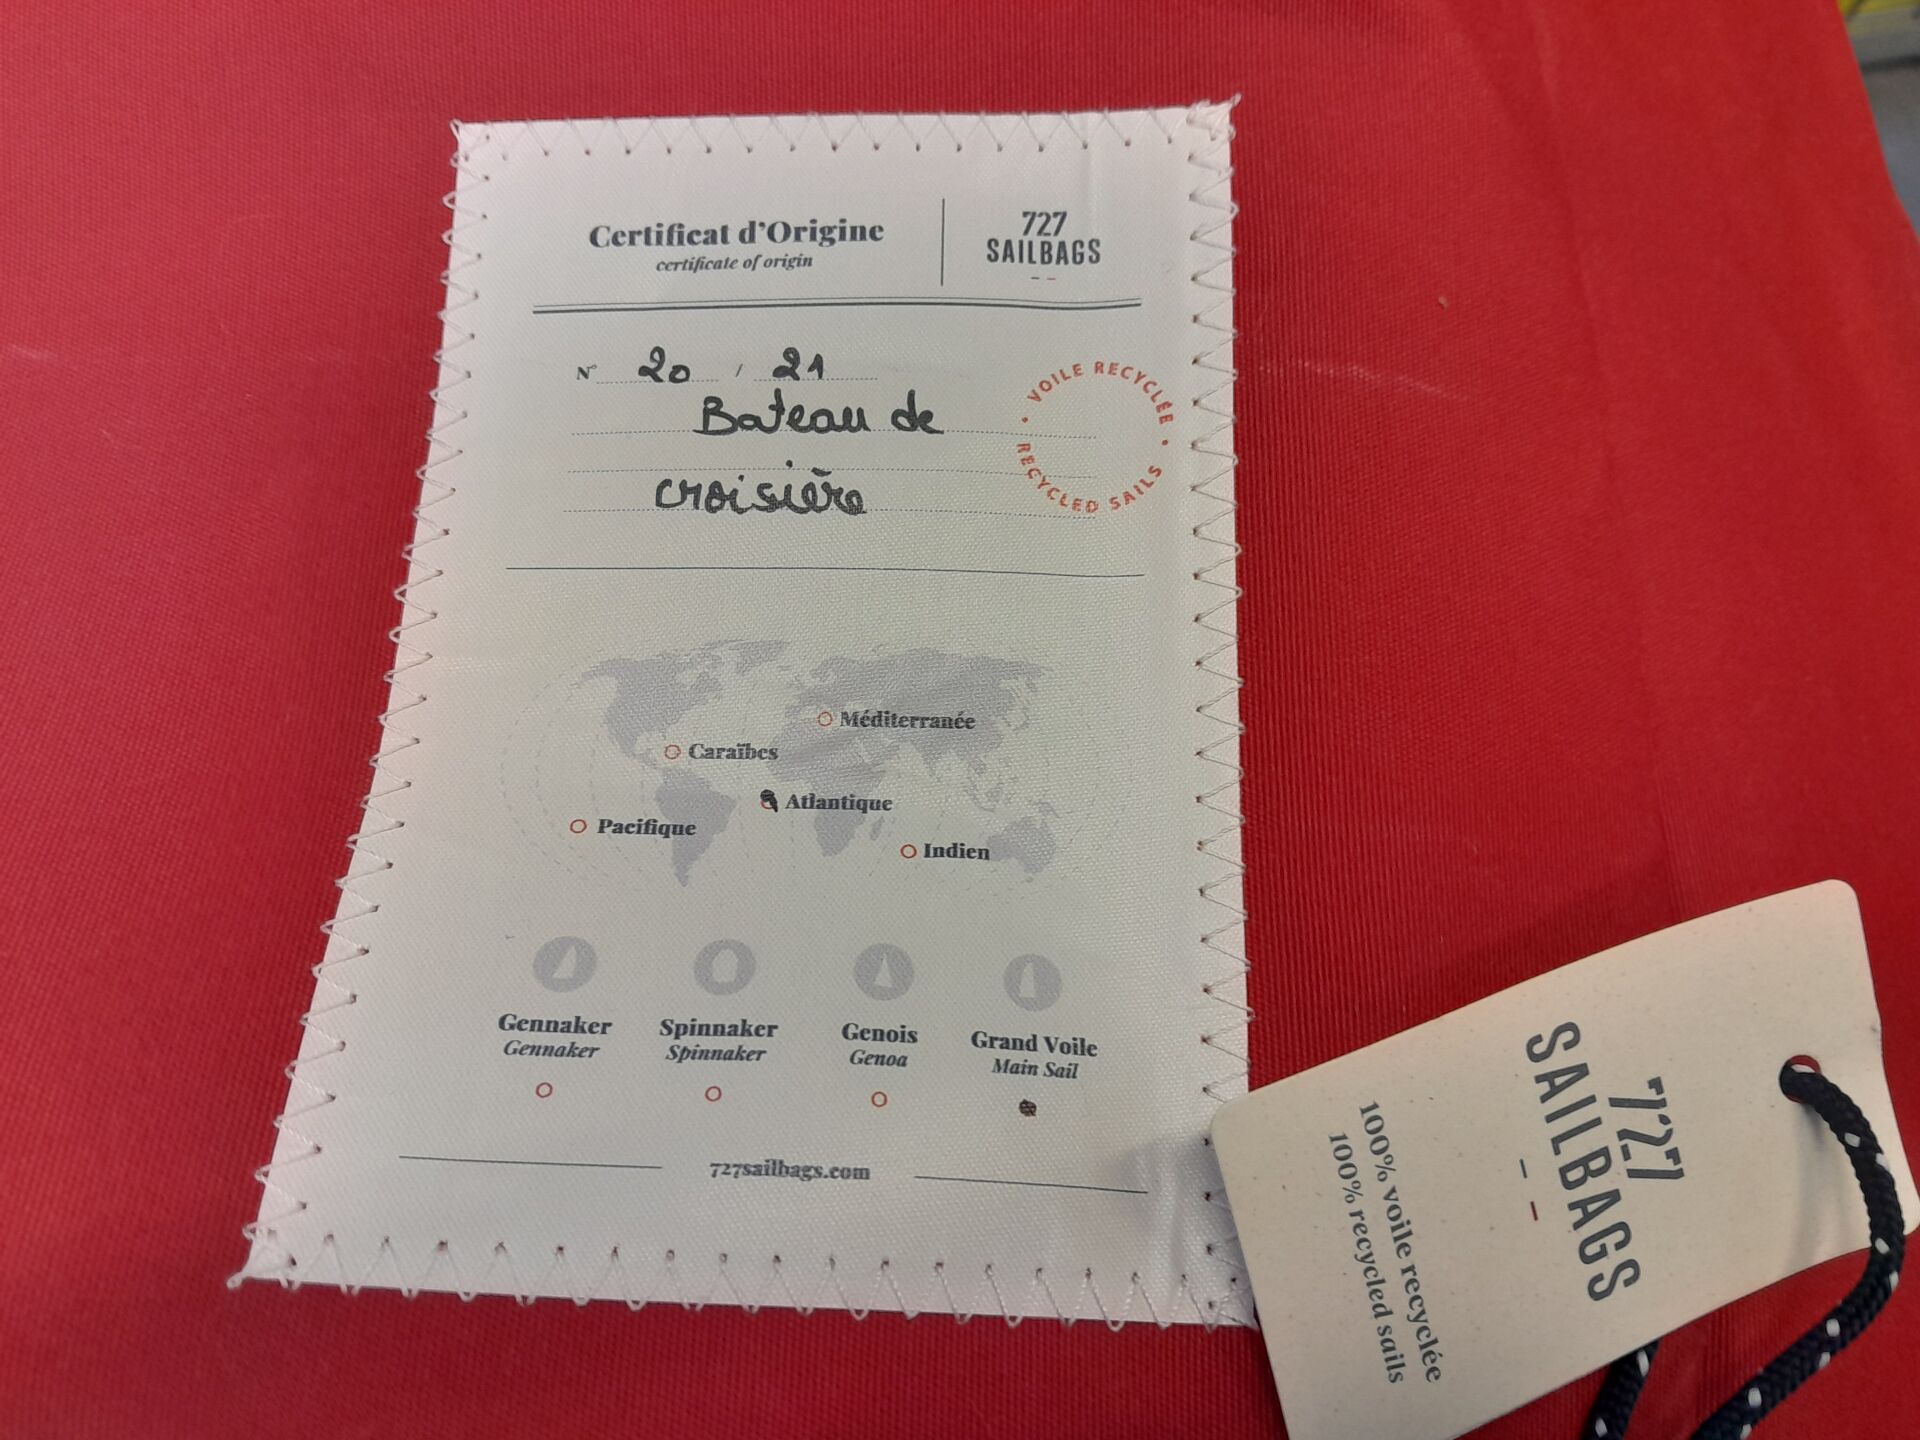 Certificat d'Origine
certificate of origin
727
SAILBAGS
N° 20 / 21
Bateau de
croisière
VOILE RECYCLÉE
RECYCLED SAILS
Méditerranée
Caraïbes
Atlantique
Pacifique
Indien
Gennaker
Gennaker
Spinnaker
Spinnaker
Genois
Genoa
Grand Voile
Main Sail
727sailbags.com
727
SAILBAGS
100% voile recyclée
100% recycled sails